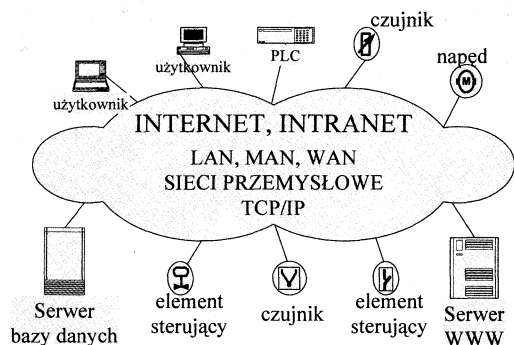 czujnik
użytkownik
PLC
napęd
M
użytkownik
INTERNET, INTRANET
LAN, MAN, WAN
SIECI PRZEMYSŁOWE
TCP/IP
Serwer
bazy danych
element
sterujący
czujnik
element
sterujący
Serwer
WWW